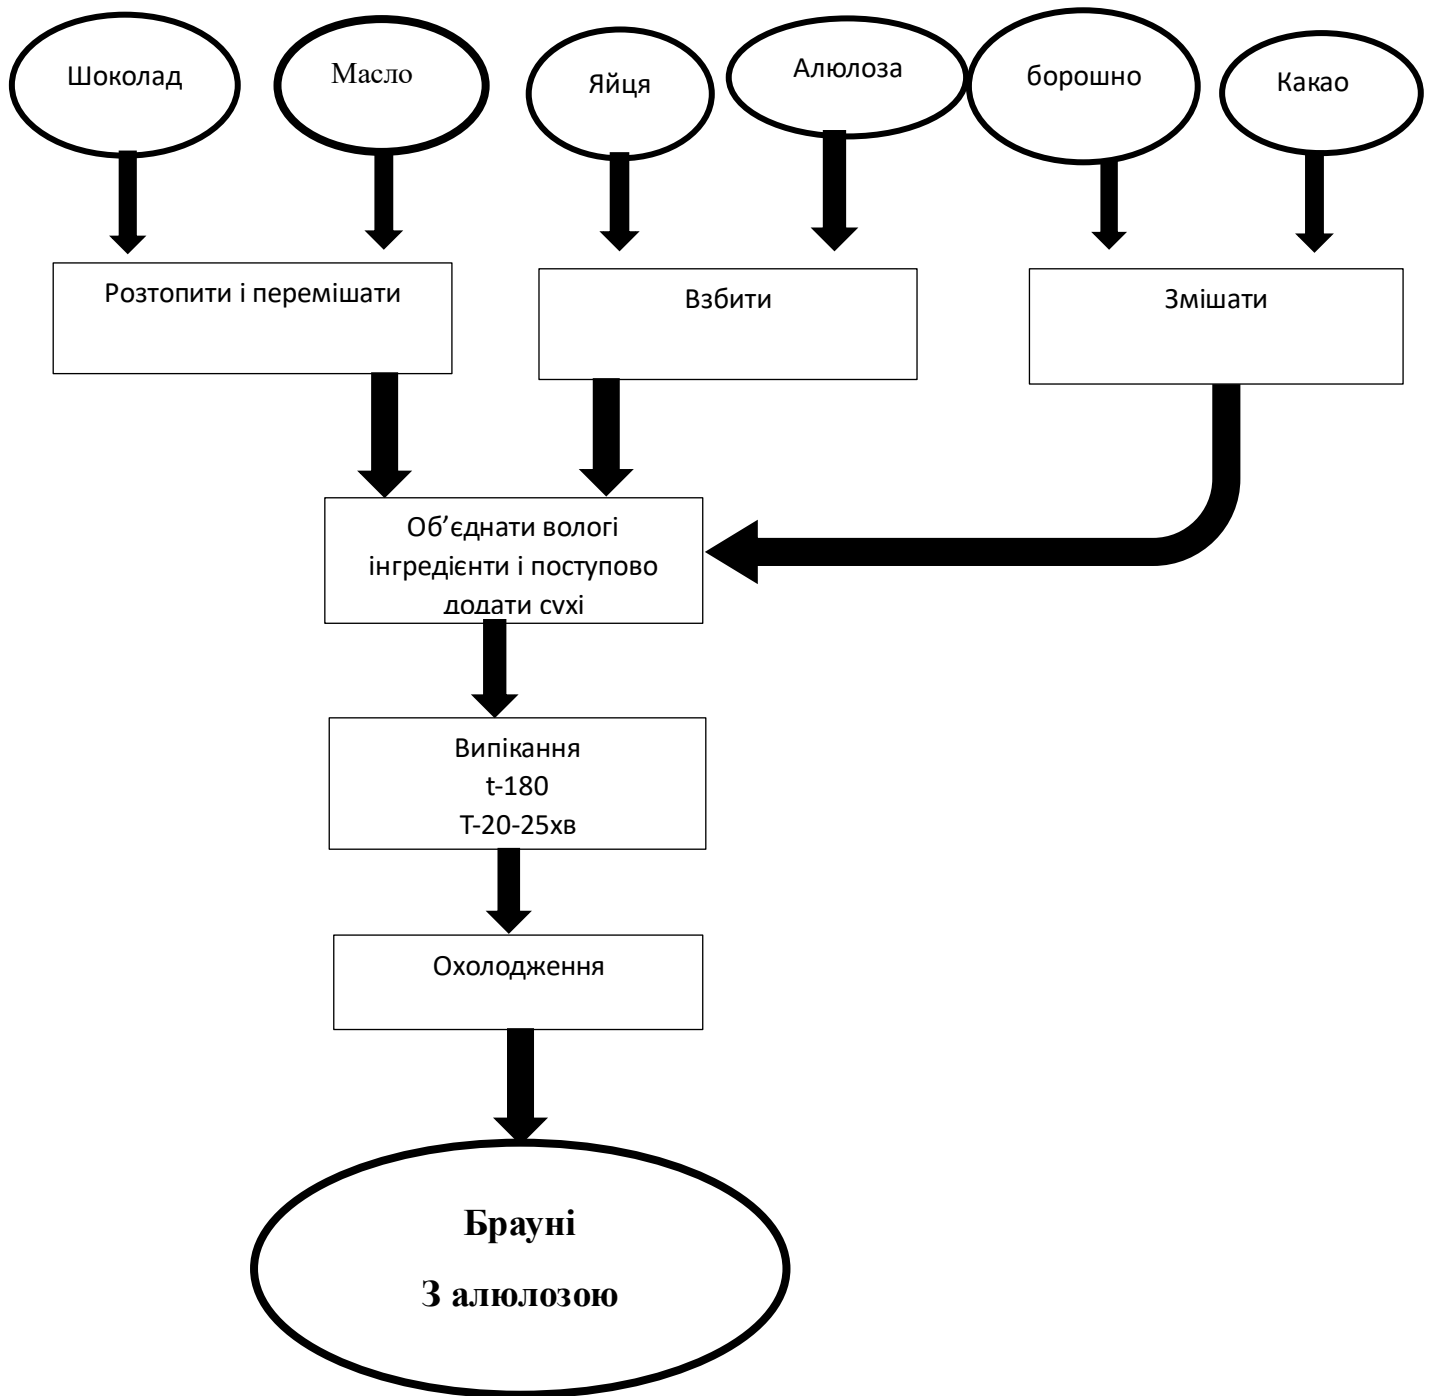 Шоколад
Масло
Яйця
Алюлоза
борошно
Какао
Розтопити і перемішати
Взбити
Змішати
Об’єднати вологі
інгредієнти і поступово
додати сухі
Випікання
t-180
Т-20-25хв
Охолодження
Брауні
З алюлозою